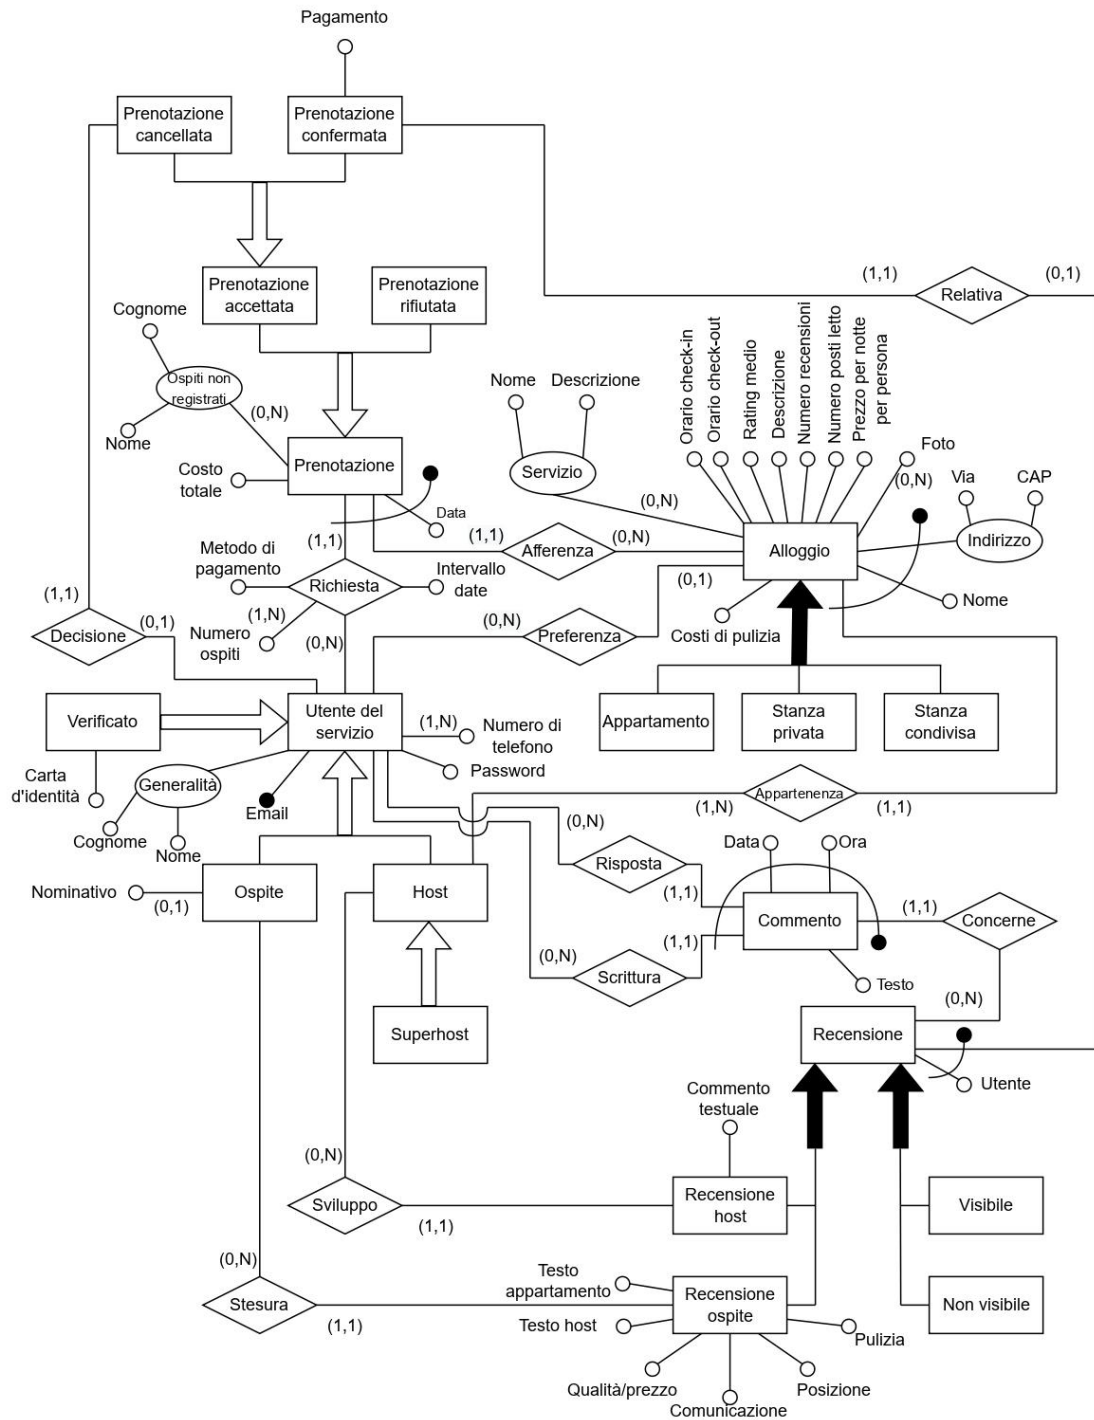 Pagamento
Prenotazione
cancellata
Prenotazione
confermata
(1,1)
Relativa
(0,1)
Prenotazione
accettata
Prenotazione
rifiutata
Cognome
Ospiti non
registrati
(0,N)
Nome
Nome
Descrizione
Servizio
(0,N)
Orario check-in
Orario check-out
Rating medio
Descrizione
Numero recensioni
Numero posti letto
Prezzo per notte
per persona
Foto
(0,N)
Via
CAP
Indirizzo
Prenotazione
Costo
totale
Data
(1,1)
(1,1)
Afferenza
(0,N)
Alloggio
Metodo di
pagamento
Richiesta
Intervallo
date
(0,1)
Nome
(1,1)
(1,N)
Decisione
(0,1)
Numero
ospiti
(0,N)
(0,N)
Preferenza
Costi di pulizia
Verificato
Utente del
servizio
(1,N)
Numero di
telefono
Password
Appartamento
Stanza
privata
Stanza
condivisa
Carta
d'identità
Generalità
Email
Cognome
Nome
(1,N)
Appartenenza
(1,1)
(0,N)
Data
Ora
Nominativo
(0,1)
Ospite
Host
Risposta
(1,1)
Commento
(1,1)
Concerne
(1,1)
(0,N)
Scrittura
Testo
(0,N)
Superhost
Recensione
Utente
Commento
testuale
(0,N)
Sviluppo
(1,1)
Recensione
host
Visibile
(0,N)
Stesura
(1,1)
Testo
appartamento
Testo host
Recensione
ospite
Non visibile
Pulizia
Qualità/prezzo
Posizione
Comunicazione